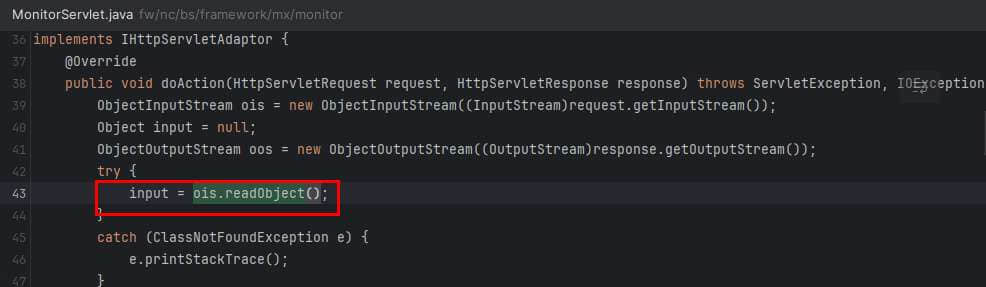 MonitorServlet.java fw/nc/bs/framework/mx/monitor
36 implements IHttpServletAdaptor {
37 @Override
38 public void doAction(HttpServletRequest request, HttpServletResponse response) throws ServletException, IOException
39 ObjectInputStream ois = new ObjectInputStream((InputStream)request.getInputStream());
40 Object input = null;
41 ObjectOutputStream oos = new ObjectOutputStream((OutputStream)response.getOutputStream());
42 try {
43 input = ois.readObject();
44 }
45 catch (ClassNotFoundException e) {
46 e.printStackTrace();
47 }